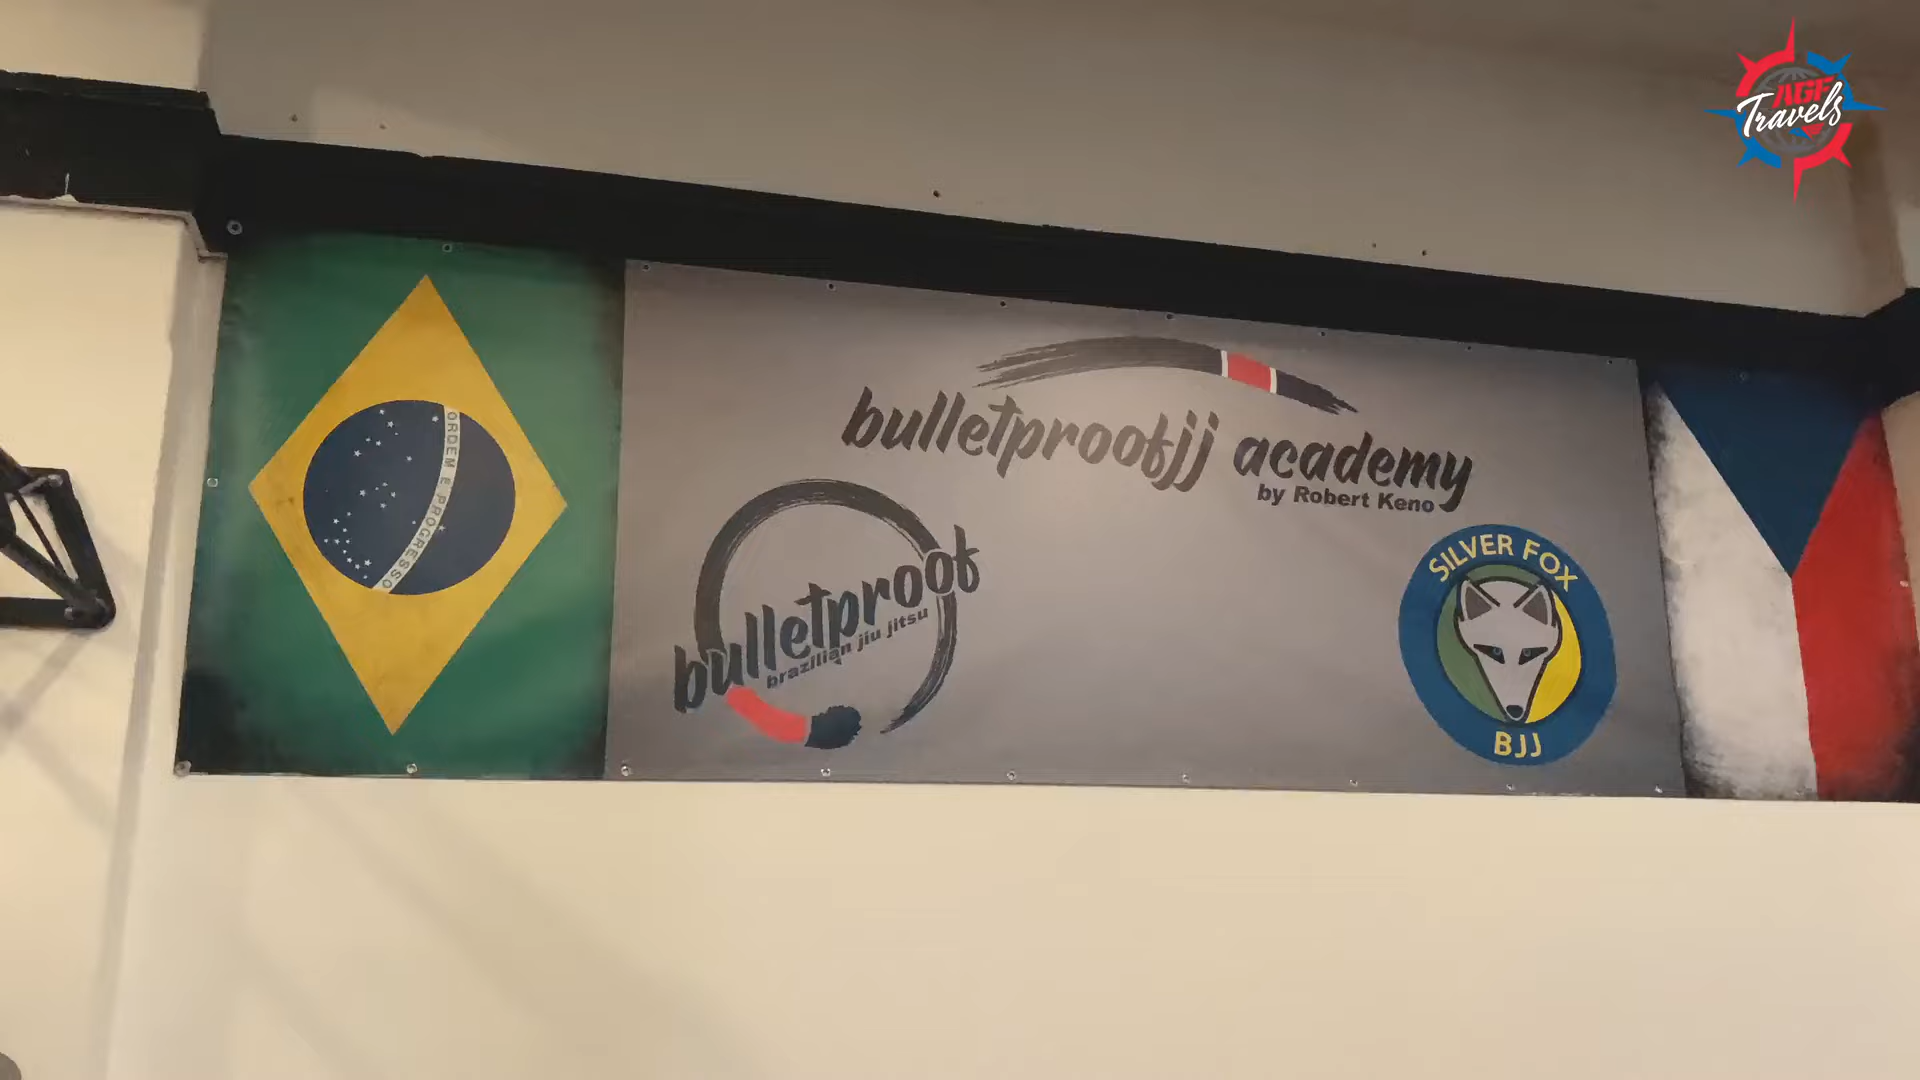 AGF
Travels
ORDEM E PROGRESSO
bulletproofjj academy
by Robert Keno
bulletproof
brazilian jiu jitsu
SILVER FOX
BJJ